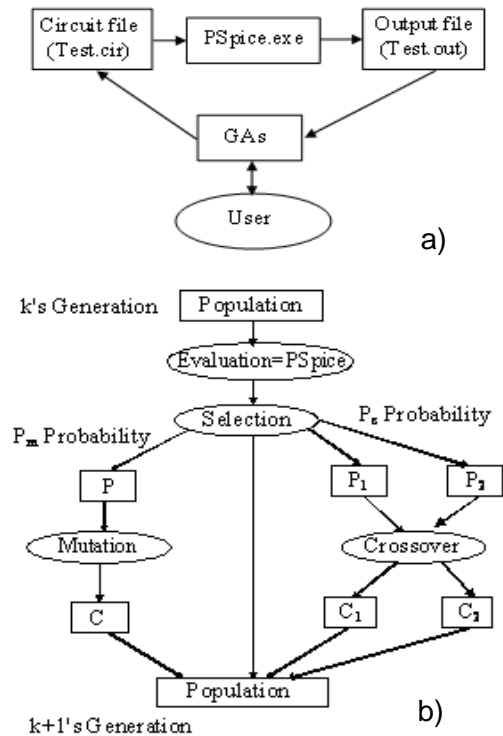 Circuit file
(Test.cir)
PSpice.exe
Output file
(Test.out)
GAs
User
a)
k's Generation
Population
Evaluation=PSpice
Selection
Pₘ Probability
Pₛ Probability
P
P₁
P₂
Mutation
Crossover
C
C₁
C₂
Population
b)
k+1's Generation